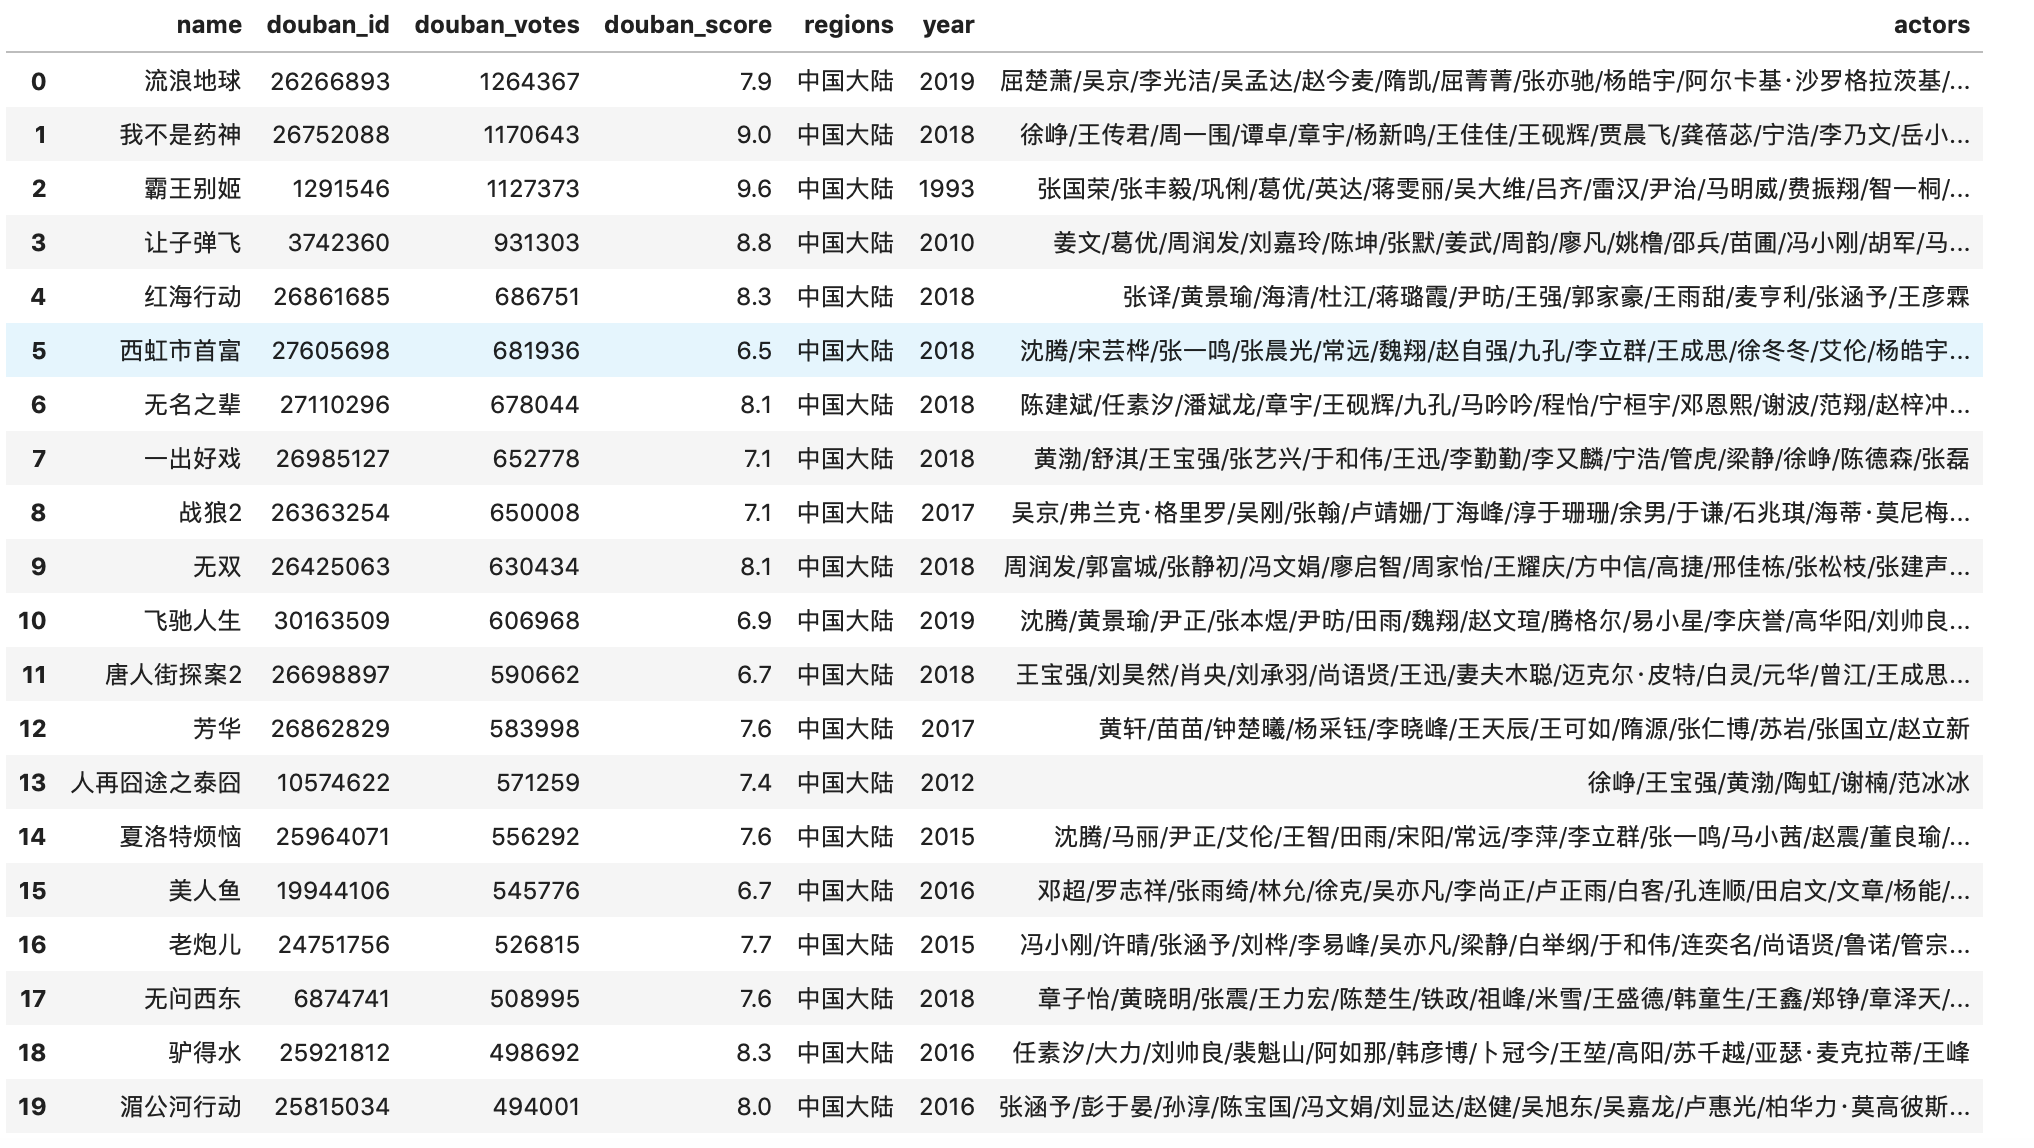 name douban_id douban_votes douban_score regions year actors
0 流浪地球 26266893 1264367 7.9 中国大陆 2019 屈楚萧/吴京/李光洁/吴孟达/赵今麦/隋凯/屈菁菁/张亦驰/杨皓宇/阿尔卡基·沙罗格拉茨基/...
1 我不是药神 26752088 1170643 9.0 中国大陆 2018 徐峥/王传君/周一围/谭卓/章宇/杨新鸣/王佳佳/王砚辉/贾晨飞/龚蓓苾/宁浩/李乃文/岳小...
2 霸王别姬 1291546 1127373 9.6 中国大陆 1993 张国荣/张丰毅/巩俐/葛优/英达/蒋雯丽/吴大维/吕齐/雷汉/尹治/马明威/费振翔/智一桐/...
3 让子弹飞 3742360 931303 8.8 中国大陆 2010 姜文/葛优/周润发/刘嘉玲/陈坤/张默/姜武/周韵/廖凡/姚橹/邵兵/苗圃/冯小刚/胡军/马...
4 红海行动 26861685 686751 8.3 中国大陆 2018 张译/黄景瑜/海清/杜江/蒋璐霞/尹昉/王强/郭家豪/王雨甜/麦亨利/张涵予/王彦霖
5 西虹市首富 27605698 681936 6.5 中国大陆 2018 沈腾/宋芸桦/张一鸣/张晨光/常远/魏翔/赵自强/九孔/李立群/王成思/徐冬冬/艾伦/杨皓宇...
6 无名之辈 27110296 678044 8.1 中国大陆 2018 陈建斌/任素汐/潘斌龙/章宇/王砚辉/九孔/马吟吟/程怡/宁桓宇/邓恩熙/谢波/范翔/赵梓冲...
7 一出好戏 26985127 652778 7.1 中国大陆 2018 黄渤/舒淇/王宝强/张艺兴/于和伟/王迅/李勤勤/李又麟/宁浩/管虎/梁静/徐峥/陈德森/张磊
8 战狼2 26363254 650008 7.1 中国大陆 2017 吴京/弗兰克·格里罗/吴刚/张翰/卢靖姗/丁海峰/淳于珊珊/余男/于谦/石兆琪/海蒂·莫尼梅...
9 无双 26425063 630434 8.1 中国大陆 2018 周润发/郭富城/张静初/冯文娟/廖启智/周家怡/王耀庆/方中信/高捷/邢佳栋/张松枝/张建声...
10 飞驰人生 30163509 606968 6.9 中国大陆 2019 沈腾/黄景瑜/尹正/张本煜/尹昉/田雨/魏翔/赵文瑄/腾格尔/易小星/李庆誉/高华阳/刘帅良...
11 唐人街探案2 26698897 590662 6.7 中国大陆 2018 王宝强/刘昊然/肖央/刘承羽/尚语贤/王迅/妻夫木聪/迈克尔·皮特/白灵/元华/曾江/王成思...
12 芳华 26862829 583998 7.6 中国大陆 2017 黄轩/苗苗/钟楚曦/杨采钰/李晓峰/王天辰/王可如/隋源/张仁博/苏岩/张国立/赵立新
13 人再囧途之泰囧 10574622 571259 7.4 中国大陆 2012 徐峥/王宝强/黄渤/陶虹/谢楠/范冰冰
14 夏洛特烦恼 25964071 556292 7.6 中国大陆 2015 沈腾/马丽/尹正/艾伦/王智/田雨/宋阳/常远/李萍/李立群/张一鸣/马小茜/赵震/董良瑜/...
15 美人鱼 19944106 545776 6.7 中国大陆 2016 邓超/罗志祥/张雨绮/林允/徐克/吴亦凡/李尚正/卢正雨/白客/孔连顺/田启文/文章/杨能/...
16 老炮儿 24751756 526815 7.7 中国大陆 2015 冯小刚/许晴/张涵予/刘桦/李易峰/吴亦凡/梁静/白举纲/于和伟/连奕名/尚语贤/鲁诺/管宗...
17 无问西东 6874741 508995 7.6 中国大陆 2018 章子怡/黄晓明/张震/王力宏/陈楚生/铁政/祖峰/米雪/王盛德/韩童生/王鑫/郑铮/章泽天/...
18 驴得水 25921812 498692 8.3 中国大陆 2016 任素汐/大力/刘帅良/裴魁山/阿如那/韩彦博/卜冠今/王堃/高阳/苏千越/亚瑟·麦克拉蒂/王峰
19 湄公河行动 25815034 494001 8.0 中国大陆 2016 张涵予/彭于晏/孙淳/陈宝国/冯文娟/刘显达/赵健/吴旭东/吴嘉龙/卢惠光/柏华力·莫高彼斯...